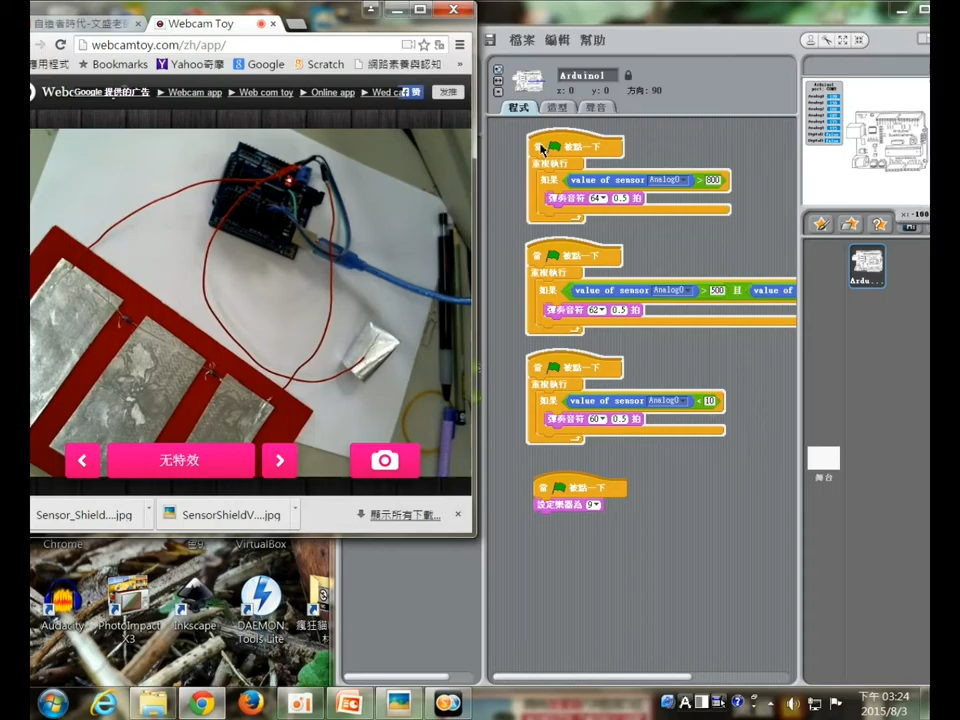 自造者時代-文盛老
Webcam Toy
webcamtoy.com/zh/app/
應用程式
Bookmarks
Yahoo奇摩
Google
Scratch
網路素養與認知
Google 提供的广告
Webcam app
Web com toy
Online app
Wed ca
赞
发推
无特效
Sensor_Shield....jpg
SensorShieldV....jpg
顯示所有下載...
Chrome
VirtualBox
Audacity
PhotoImpact X3
Inkscape
DAEMON Tools Lite
檔案 編輯 幫助
Arduino1
x: 0 y: 0 方向: 90
程式 造型 聲音
當 被點一下
重複執行
如果 value of sensor Analog0 > 800
彈奏音符 64 0.5 拍
當 被點一下
重複執行
如果 value of sensor Analog0 > 500 且 value of
彈奏音符 62 0.5 拍
當 被點一下
重複執行
如果 value of sensor Analog0 < 10
彈奏音符 60 0.5 拍
當 被點一下
設定樂器為 9
x: -100
Ardu...
舞台
下午 03:24
2015/8/3